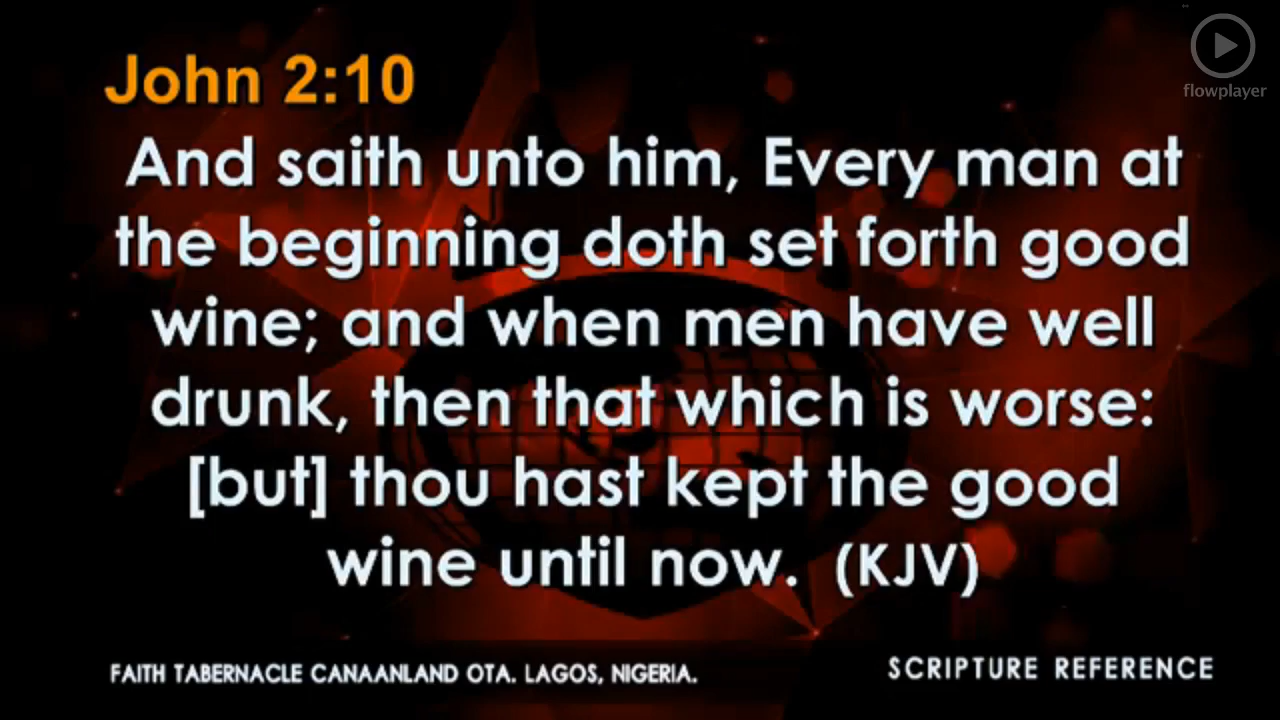 flowplayer
John 2:10
And saith unto him, Every man at
the beginning doth set forth good
wine; and when men have well
drunk, then that which is worse:
[but] thou hast kept the good
wine until now. (KJV)
FAITH TABERNACLE CANAANLAND OTA. LAGOS, NIGERIA.
SCRIPTURE REFERENCE